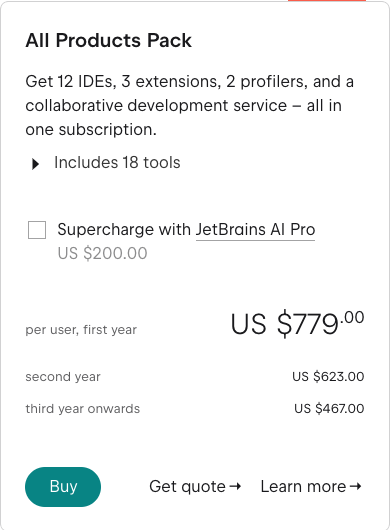 All Products Pack
Get 12 IDEs, 3 extensions, 2 profilers, and a
collaborative development service – all in
one subscription.
Includes 18 tools
Supercharge with JetBrains AI Pro
US $200.00
per user, first year US $779.00
second year US $623.00
third year onwards US $467.00
Buy Get quote→ Learn more→